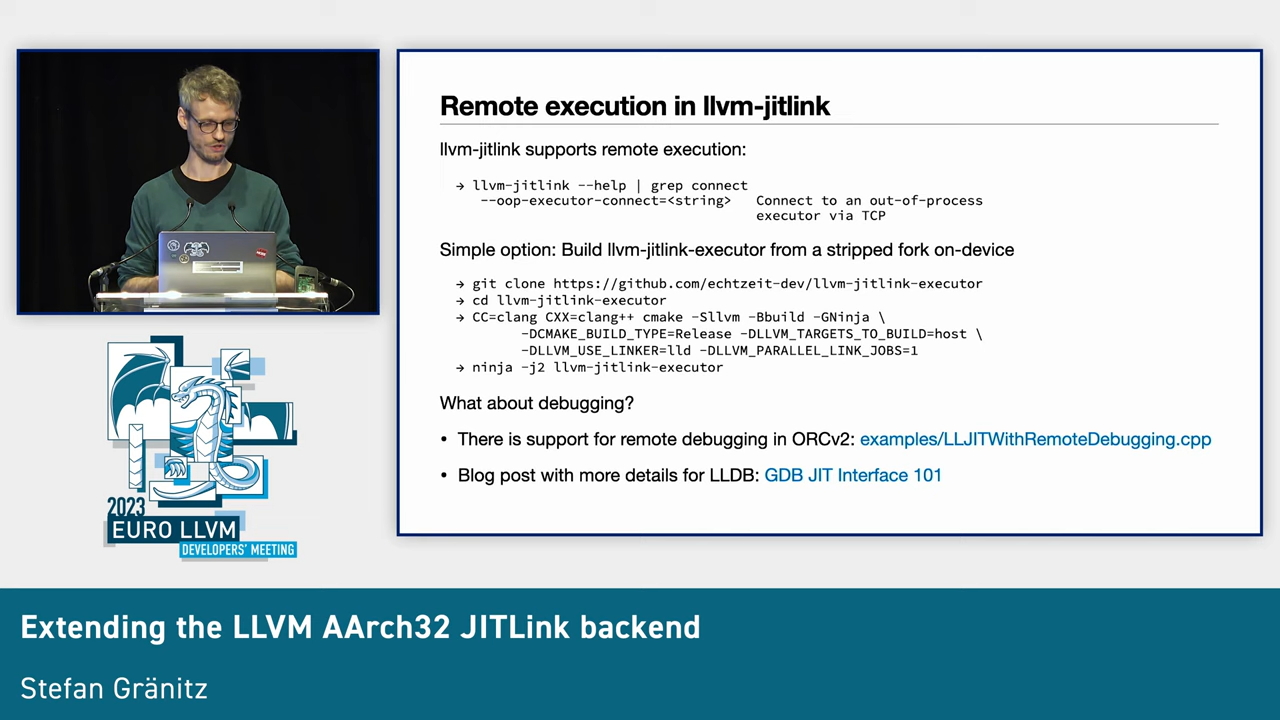 Remote execution in llvm-jitlink
llvm-jitlink supports remote execution:
→ llvm-jitlink --help | grep connect
--oop-executor-connect=<string> Connect to an out-of-process
executor via TCP
Simple option: Build llvm-jitlink-executor from a stripped fork on-device
→ git clone https://github.com/echtzeit-dev/llvm-jitlink-executor
→ cd llvm-jitlink-executor
→ CC=clang CXX=clang++ cmake -Sllvm -Bbuild -GNinja \
-DCMAKE_BUILD_TYPE=Release -DLLVM_TARGETS_TO_BUILD=host \
-DLLVM_USE_LINKER=lld -DLLVM_PARALLEL_LINK_JOBS=1
→ ninja -j2 llvm-jitlink-executor
What about debugging?
• There is support for remote debugging in ORCv2: examples/LLJITWithRemoteDebugging.cpp
• Blog post with more details for LLDB: GDB JIT Interface 101
2023
EURO LLVM
DEVELOPERS' MEETING
Extending the LLVM AArch32 JITLink backend
Stefan Gränitz